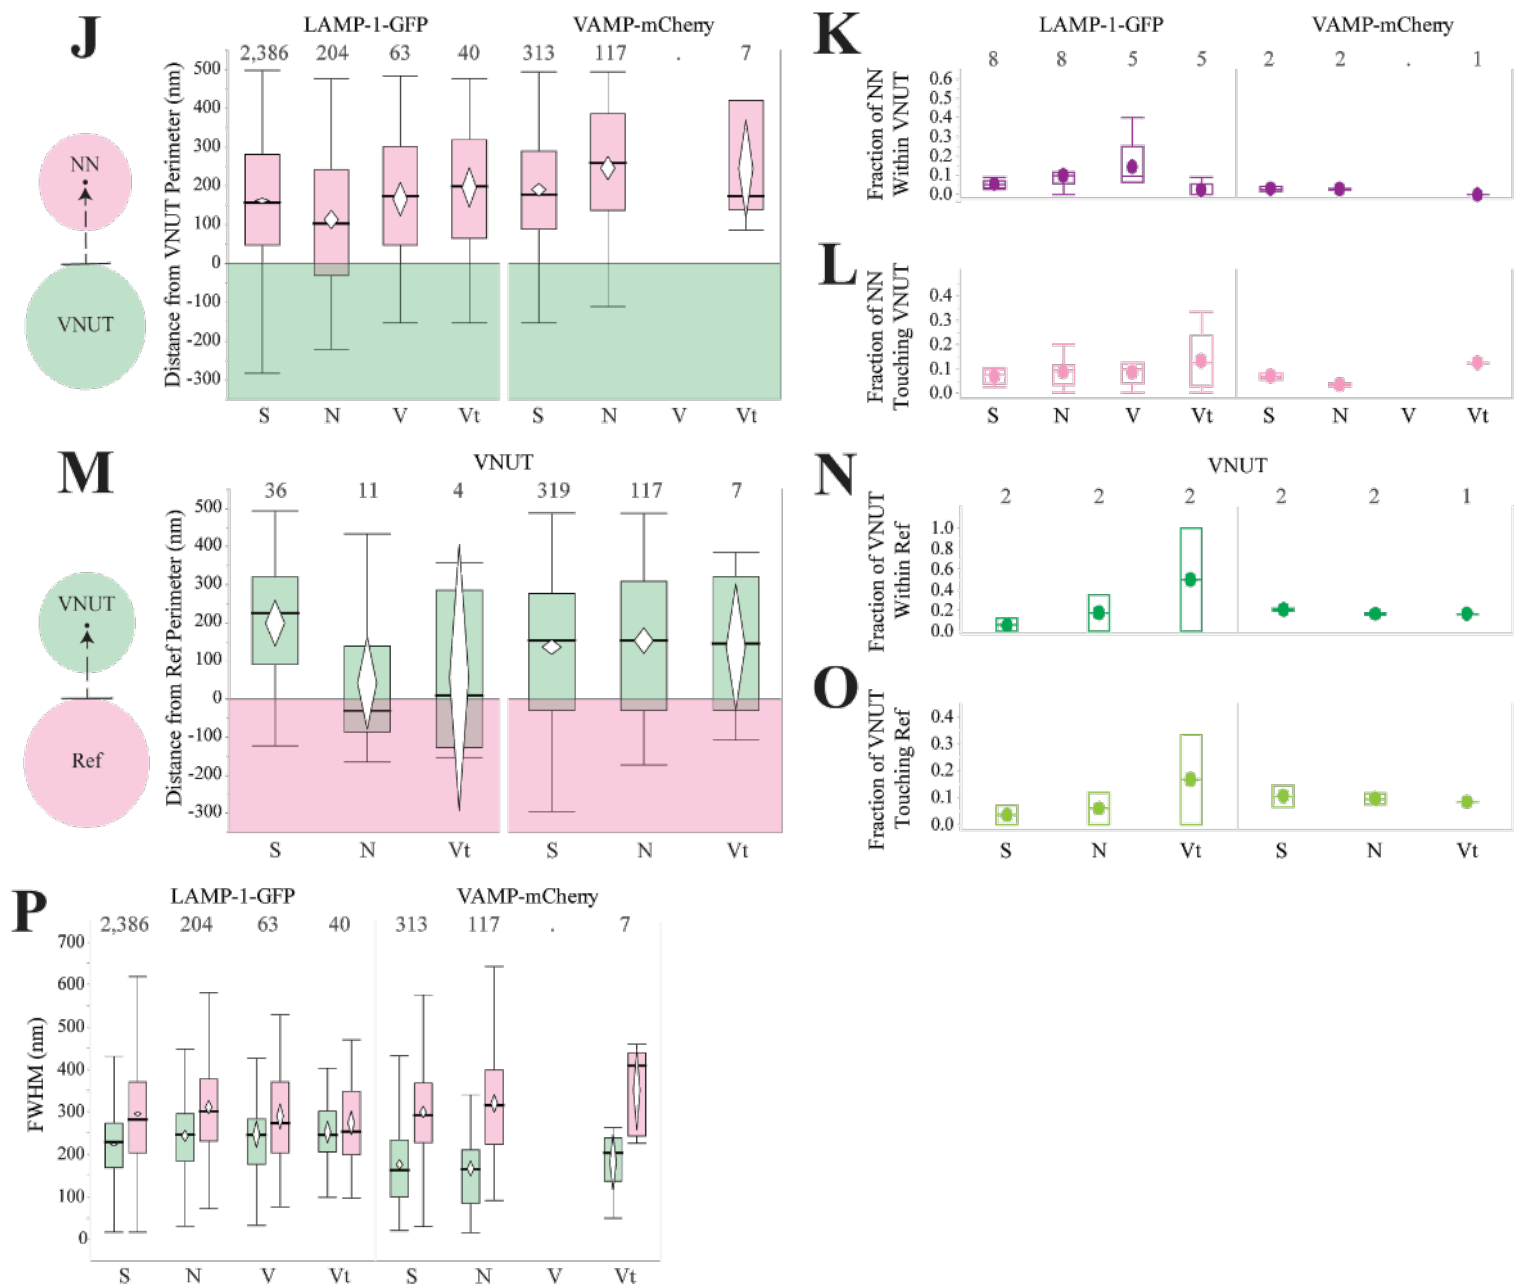 J
LAMP-1-GFP VAMP-mCherry
2,386 204 63 40 313 117 . 7
Distance from VNUT Perimeter (nm)
500
400
300
200
100
0
-100
-200
-300
NN
VNUT
S N V Vt S N V Vt
K
LAMP-1-GFP VAMP-mCherry
8 8 5 5 2 2 . 1
Fraction of NN
Within VNUT
0.6
0.5
0.4
0.3
0.2
0.1
0.0
L
Fraction of NN
Touching VNUT
0.4
0.3
0.2
0.1
0.0
S N V Vt S N V Vt
M
VNUT
36 11 4 319 117 7
Distance from Ref Perimeter (nm)
500
400
300
200
100
0
-100
-200
-300
VNUT
Ref
S N Vt S N Vt
N
VNUT
2 2 2 2 2 1
Fraction of VNUT
Within Ref
1.0
0.8
0.6
0.4
0.2
0.0
O
Fraction of VNUT
Touching Ref
0.4
0.3
0.2
0.1
0.0
S N Vt S N Vt
P
LAMP-1-GFP VAMP-mCherry
2,386 204 63 40 313 117 . 7
FWHM (nm)
700
600
500
400
300
200
100
0
S N V Vt S N V Vt